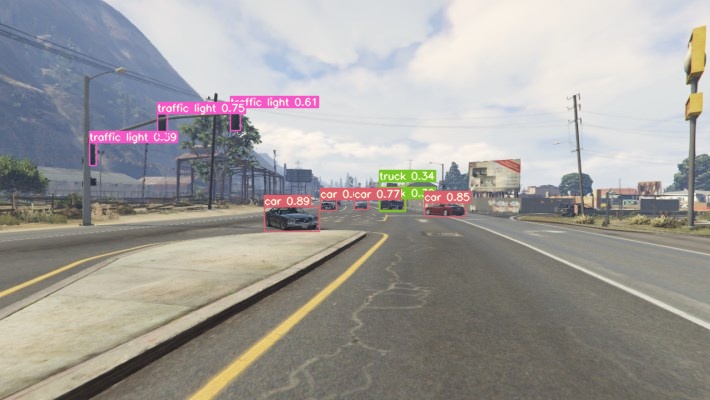 traffic light 0.61
traffic light 0.75
traffic light 0.59
truck 0.34
car 0.77
car 0.85
car 0.89